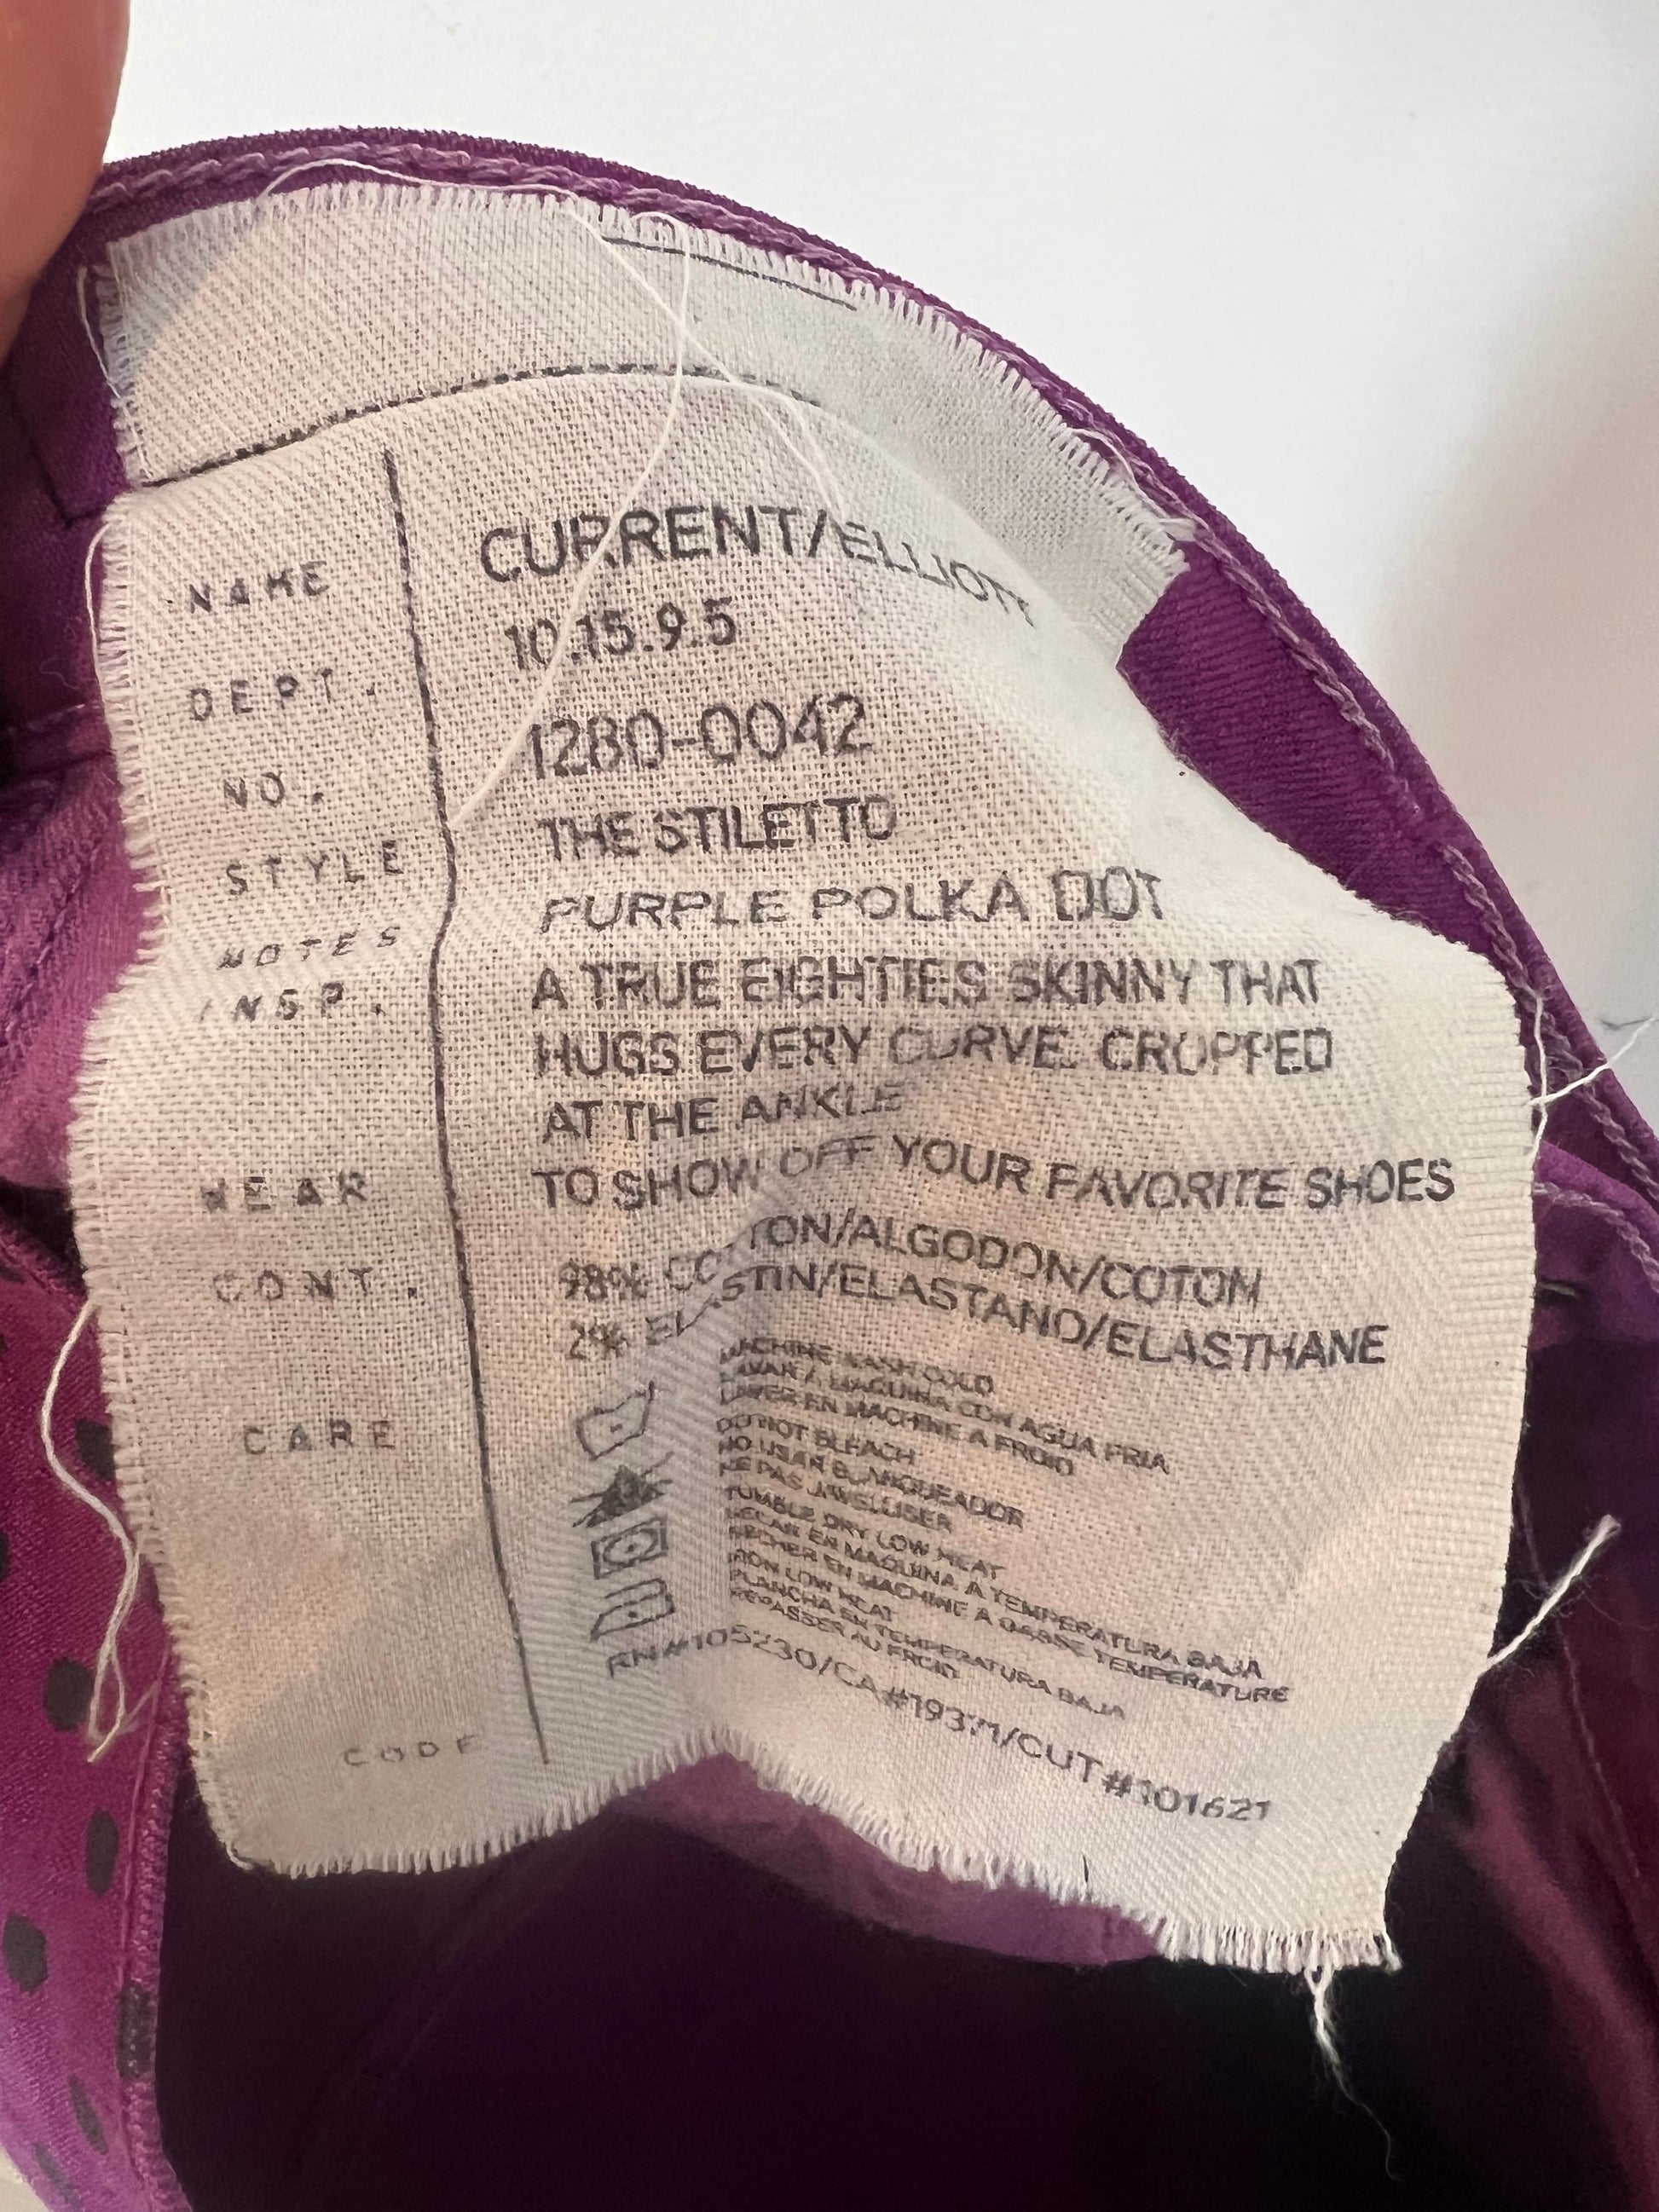 NAME CURRENT/ELLIOTT
DEPT. 10.15.9.5
NO. 1280-0042
STYLE THE STILETTO
NOTES PURPLE POLKA DOT
INSP. A TRUE EIGHTIES SKINNY THAT
HUGS EVERY CURVE. CROPPED
AT THE ANKLE
WEAR TO SHOW OFF YOUR FAVORITE SHOES
CONT. 98% COTTON/ALGODON/COTON
2% ELASTIN/ELASTANO/ELASTHANE
CARE MACHINE WASH COLD
LAVAR / MAQUINA CON AGUA FRIA
LAVER EN MACHINE A FROID
DO NOT BLEACH
NO USAR BLANQUEADOR
NE PAS
TUMBLE DRY LOW HEAT
SECAR EN MAQUINA A TEMPERATURA BAJA
SECHER EN MACHINE A BASSE TEMPERATURE
IRON LOW HEAT
PLANCHA EN TEMPERATURA BAJA
REPASSER AU FROID
CODE RN#105230/CA#19371/CUT#101621